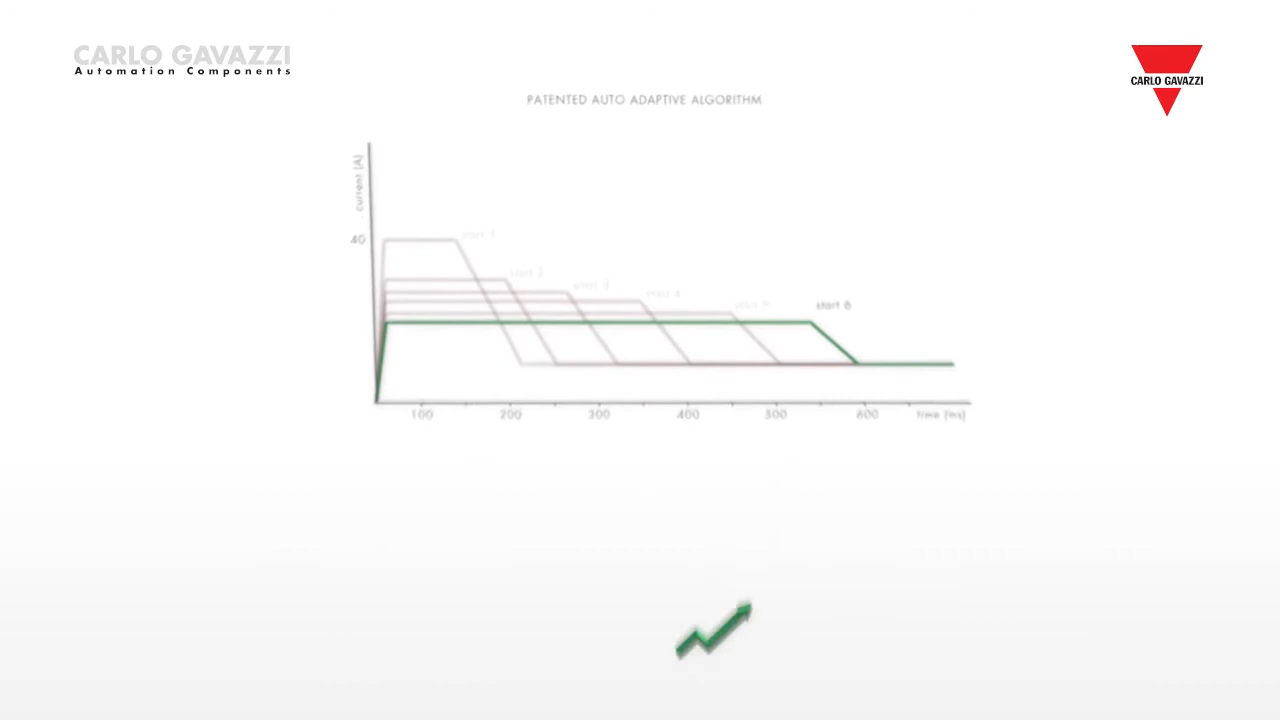 CARLO GAVAZZI
Automation Components
CARLO GAVAZZI
PATENTED AUTO ADAPTIVE ALGORITHM
current (A)
40
start 1
start 2
start 3
start 4
start 5
start 6
100 200 300 400 500 600 time (ms)